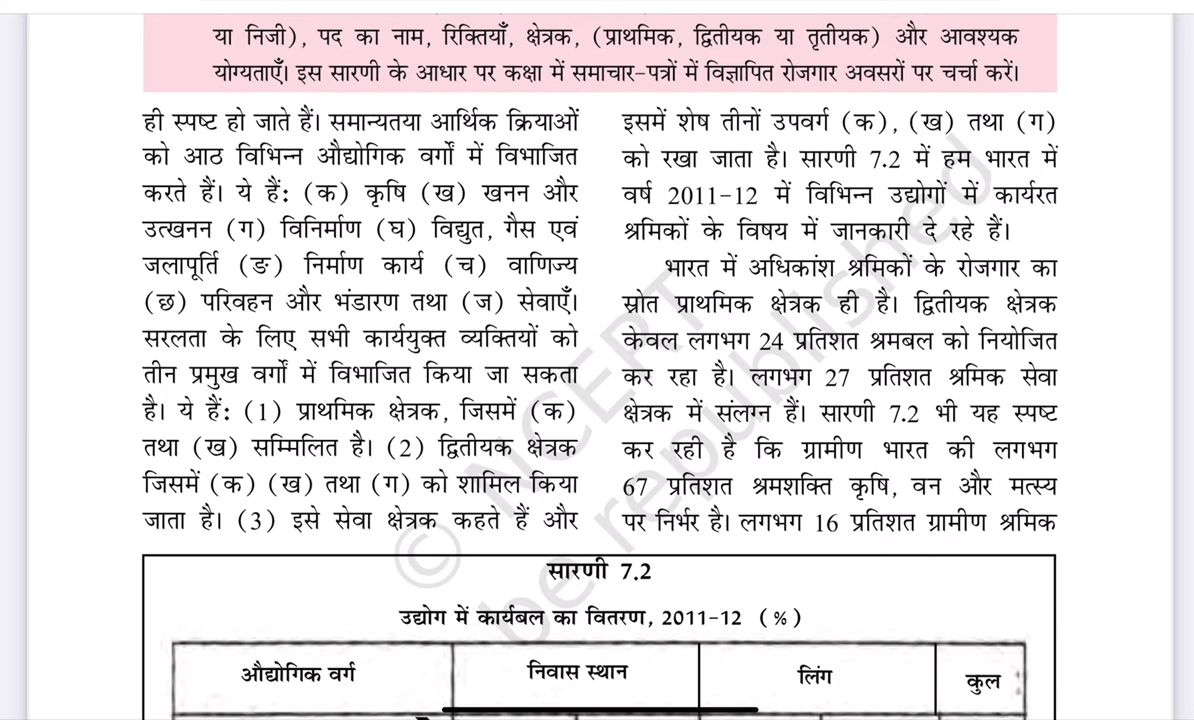 या निजी), पद का नाम, रिक्तियाँ, क्षेत्रक, (प्राथमिक, द्वितीयक या तृतीयक) और आवश्यक
योग्यताएँ। इस सारणी के आधार पर कक्षा में समाचार-पत्रों में विज्ञापित रोजगार अवसरों पर चर्चा करें।
ही स्पष्ट हो जाते हैं। समान्यतया आर्थिक क्रियाओं
को आठ विभिन्न औद्योगिक वर्गों में विभाजित
करते हैं। ये हैं: (क) कृषि (ख) खनन और
उत्खनन (ग) विनिर्माण (घ) विद्युत, गैस एवं
जलापूर्ति (ङ) निर्माण कार्य (च) वाणिज्य
(छ) परिवहन और भंडारण तथा (ज) सेवाएँ।
सरलता के लिए सभी कार्ययुक्त व्यक्तियों को
तीन प्रमुख वर्गों में विभाजित किया जा सकता
है। ये हैं: (1) प्राथमिक क्षेत्रक, जिसमें (क)
तथा (ख) सम्मिलित है। (2) द्वितीयक क्षेत्रक
जिसमें (क) (ख) तथा (ग) को शामिल किया
जाता है। (3) इसे सेवा क्षेत्रक कहते हैं और
इसमें शेष तीनों उपवर्ग (क), (ख) तथा (ग)
को रखा जाता है। सारणी 7.2 में हम भारत में
वर्ष 2011-12 में विभिन्न उद्योगों में कार्यरत
श्रमिकों के विषय में जानकारी दे रहे हैं।
भारत में अधिकांश श्रमिकों के रोजगार का
स्रोत प्राथमिक क्षेत्रक ही है। द्वितीयक क्षेत्रक
केवल लगभग 24 प्रतिशत श्रमबल को नियोजित
कर रहा है। लगभग 27 प्रतिशत श्रमिक सेवा
क्षेत्रक में संलग्न हैं। सारणी 7.2 भी यह स्पष्ट
कर रही है कि ग्रामीण भारत की लगभग
67 प्रतिशत श्रमशक्ति कृषि, वन और मत्स्य
पर निर्भर है। लगभग 16 प्रतिशत ग्रामीण श्रमिक
© NCERT
be republished
सारणी 7.2
उद्योग में कार्यबल का वितरण, 2011-12 (%)
औद्योगिक वर्ग निवास स्थान लिंग कुल